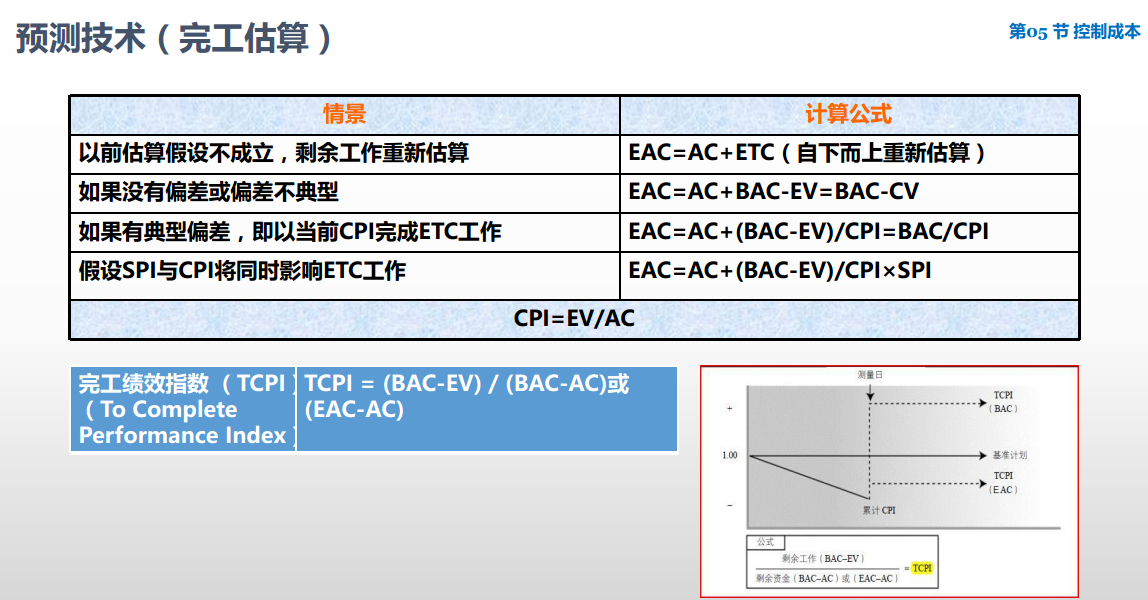 预测技术（完工估算）
第05 节 控制成本
情景
计算公式
以前估算假设不成立，剩余工作重新估算
EAC=AC+ETC（自下而上重新估算）
如果没有偏差或偏差不典型
EAC=AC+BAC-EV=BAC-CV
如果有典型偏差，即以当前CPI完成ETC工作
EAC=AC+(BAC-EV)/CPI=BAC/CPI
假设SPI与CPI将同时影响ETC工作
EAC=AC+(BAC-EV)/CPI×SPI
CPI=EV/AC
完工绩效指数 （TCPI）
（To Complete
Performance Index）
TCPI = (BAC-EV) / (BAC-AC)或
(EAC-AC)
测量日
+
TCPI
（BAC）
1.00
基准计划
TCPI
（EAC）
–
累计 CPI
公式
剩余工作（BAC–EV）
剩余资金（BAC–AC）或（EAC–AC）
= TCPI